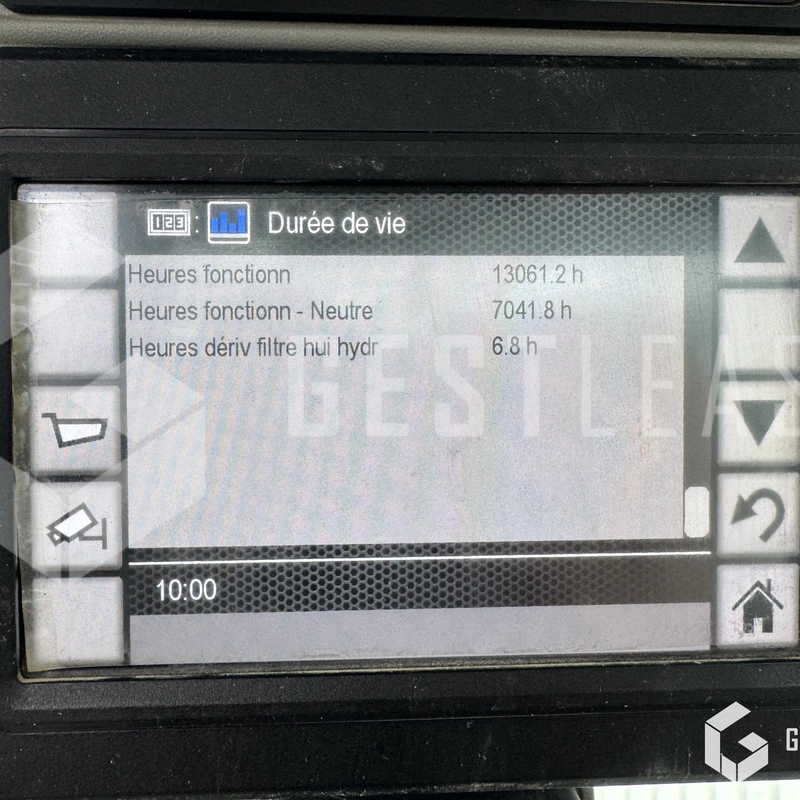 123 : Durée de vie
Heures fonctionn 13061.2 h
Heures fonctionn - Neutre 7041.8 h
Heures dériv filtre hui hydr 6.8 h
GESTLEAS
10:00
G